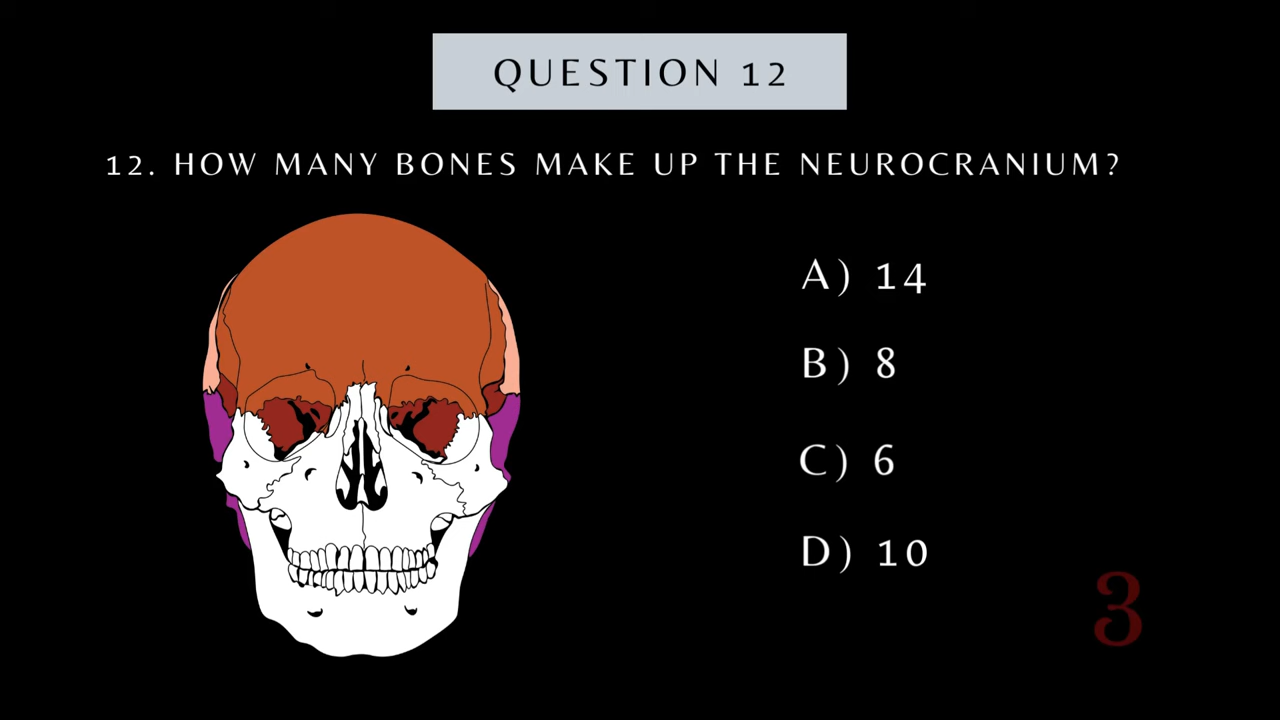 QUESTION 12
12. HOW MANY BONES MAKE UP THE NEUROCRANIUM?
A) 14
B) 8
C) 6
D) 10
3